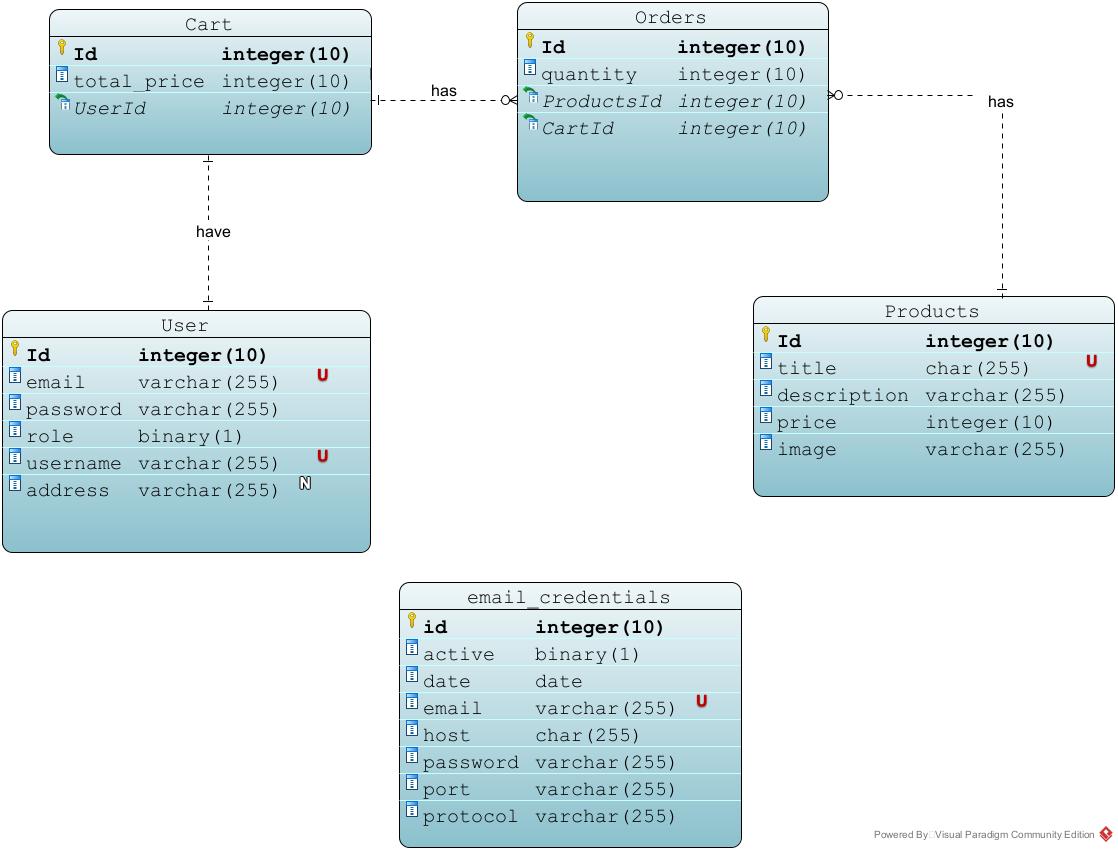 Cart
Id integer(10)
total_price integer(10)
UserId integer(10)
has
Orders
Id integer(10)
quantity integer(10)
ProductsId integer(10)
CartId integer(10)
has
have
User
Id integer(10)
email varchar(255) U
password varchar(255)
role binary(1)
username varchar(255) U
address varchar(255) N
Products
Id integer(10)
title char(255) U
description varchar(255)
price integer(10)
image varchar(255)
email_credentials
id integer(10)
active binary(1)
date date
email varchar(255) U
host char(255)
password varchar(255)
port varchar(255)
protocol varchar(255)
Powered By Visual Paradigm Community Edition